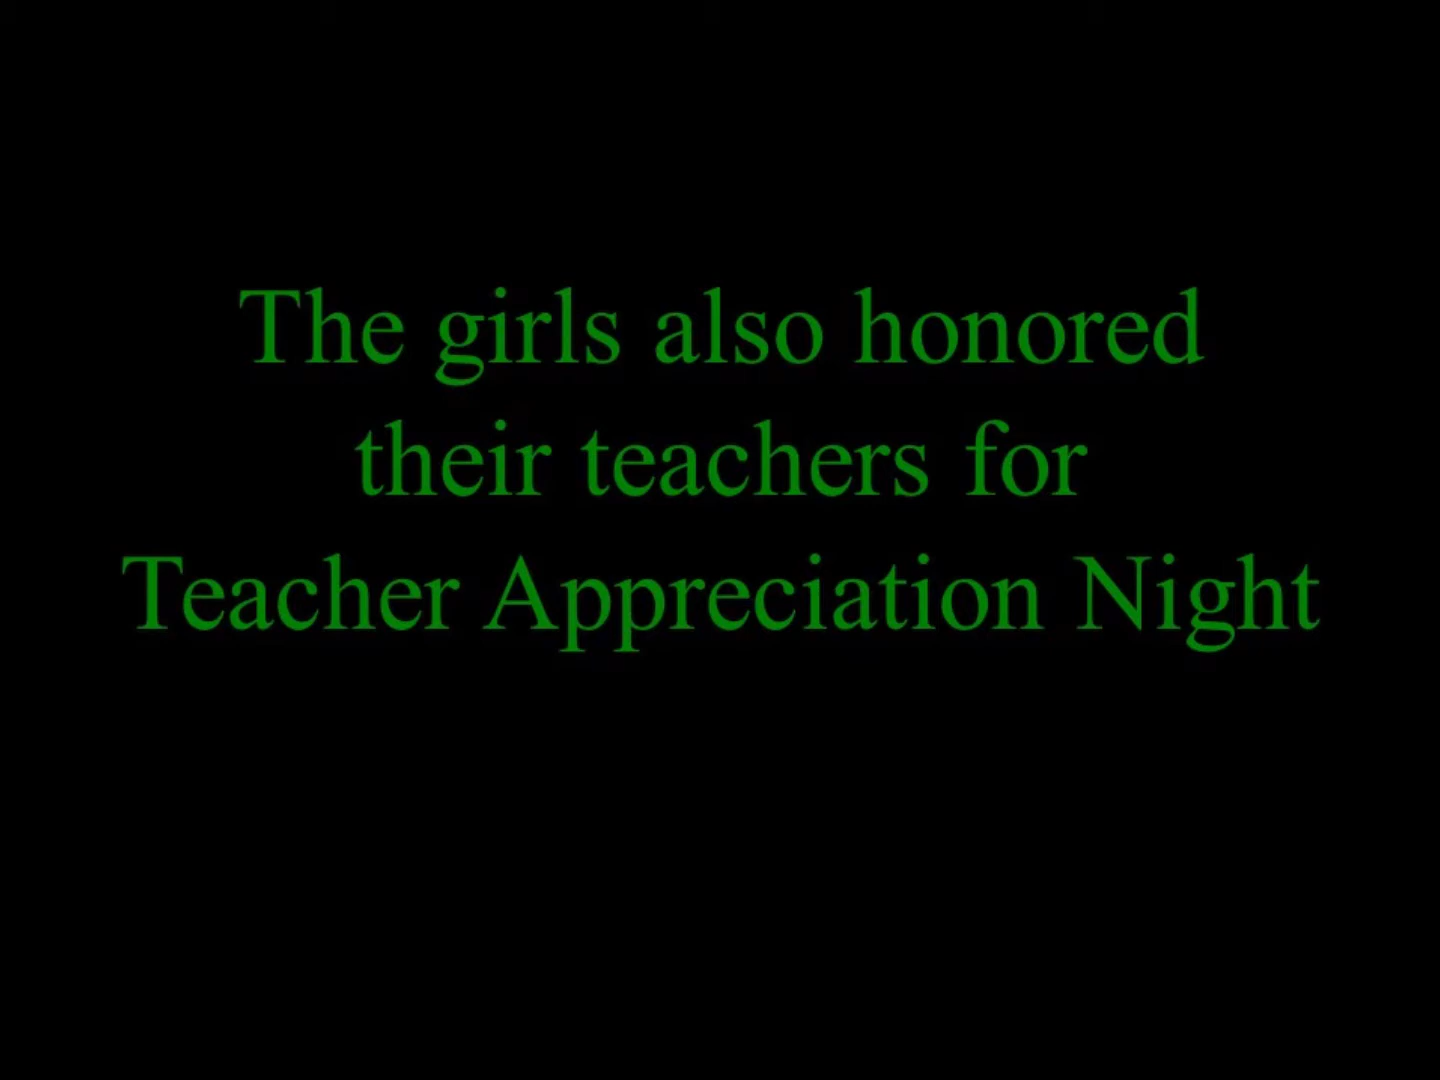 The girls also honored
their teachers for
Teacher Appreciation Night